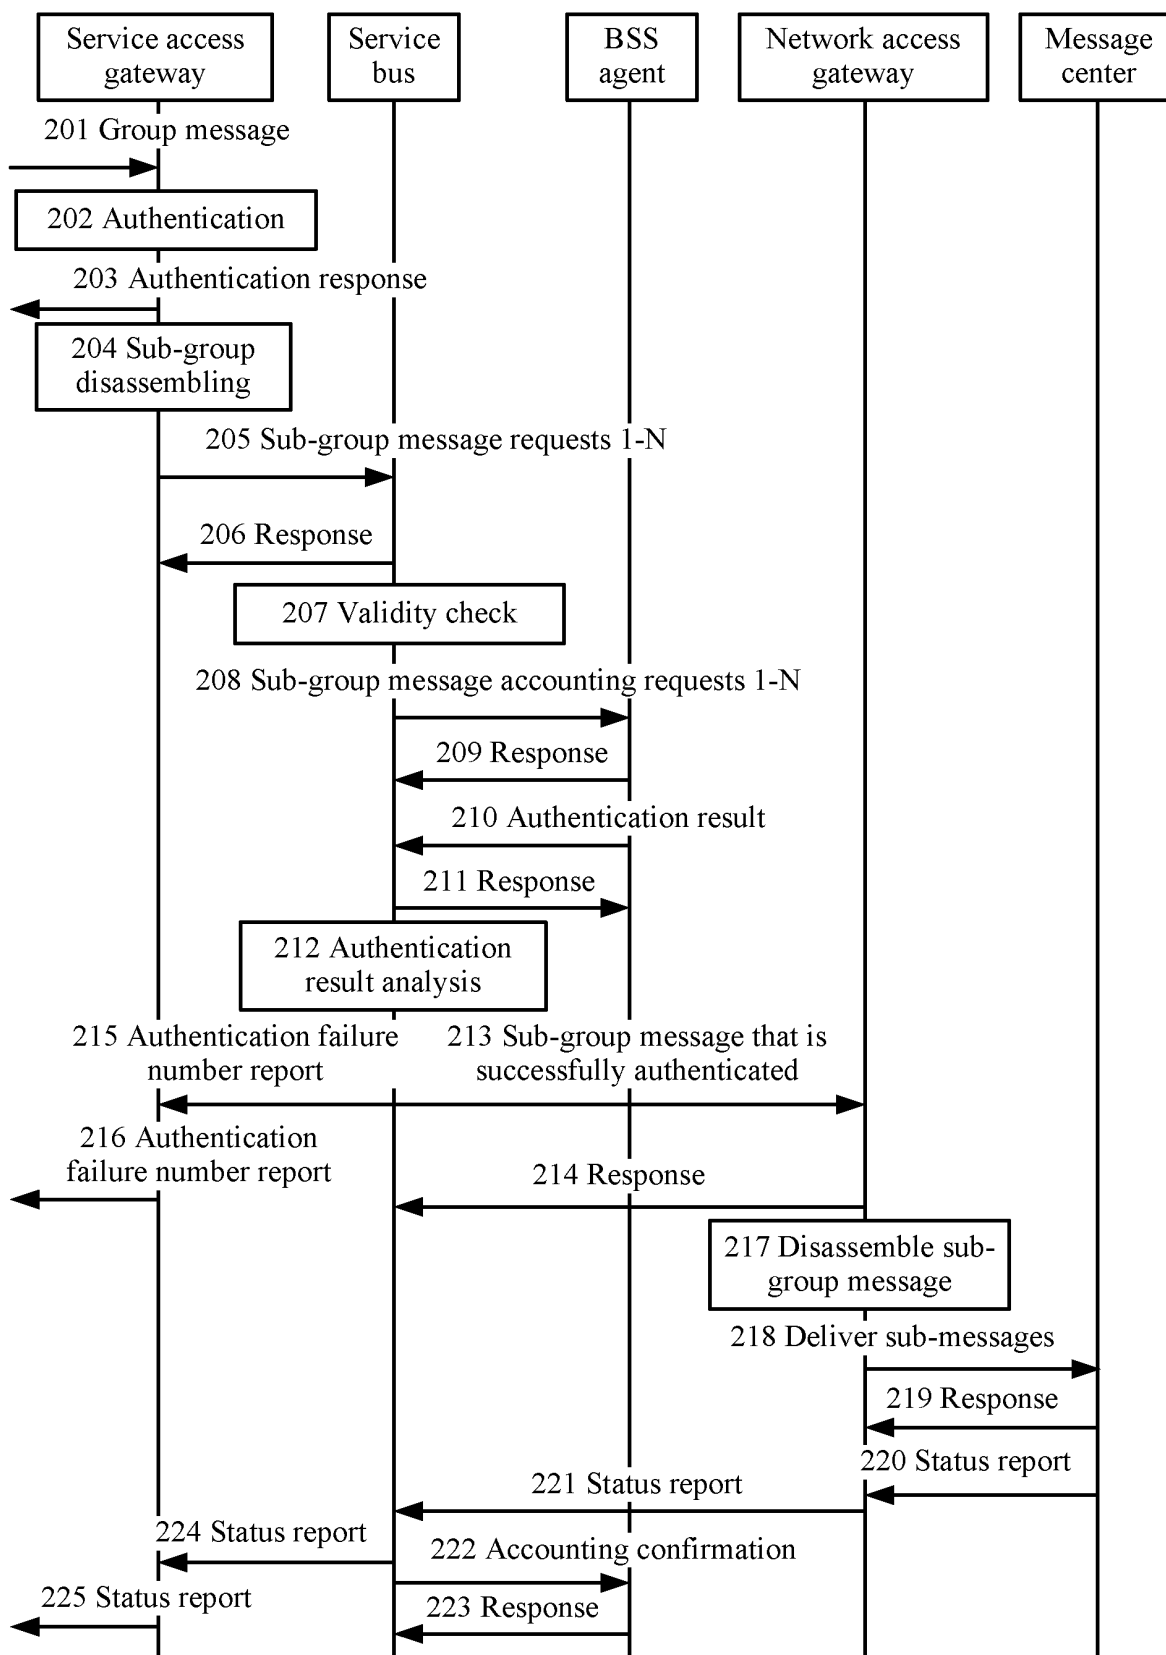 Service access
gateway
Service
bus
BSS
agent
Network access
gateway
Message
center
201 Group message
202 Authentication
203 Authentication response
204 Sub-group
disassembling
205 Sub-group message requests 1-N
206 Response
207 Validity check
208 Sub-group message accounting requests 1-N
209 Response
210 Authentication result
211 Response
212 Authentication
result analysis
215 Authentication failure
number report
213 Sub-group message that is
successfully authenticated
216 Authentication
failure number report
214 Response
217 Disassemble sub-
group message
218 Deliver sub-messages
219 Response
220 Status report
221 Status report
224 Status report
222 Accounting confirmation
225 Status report
223 Response